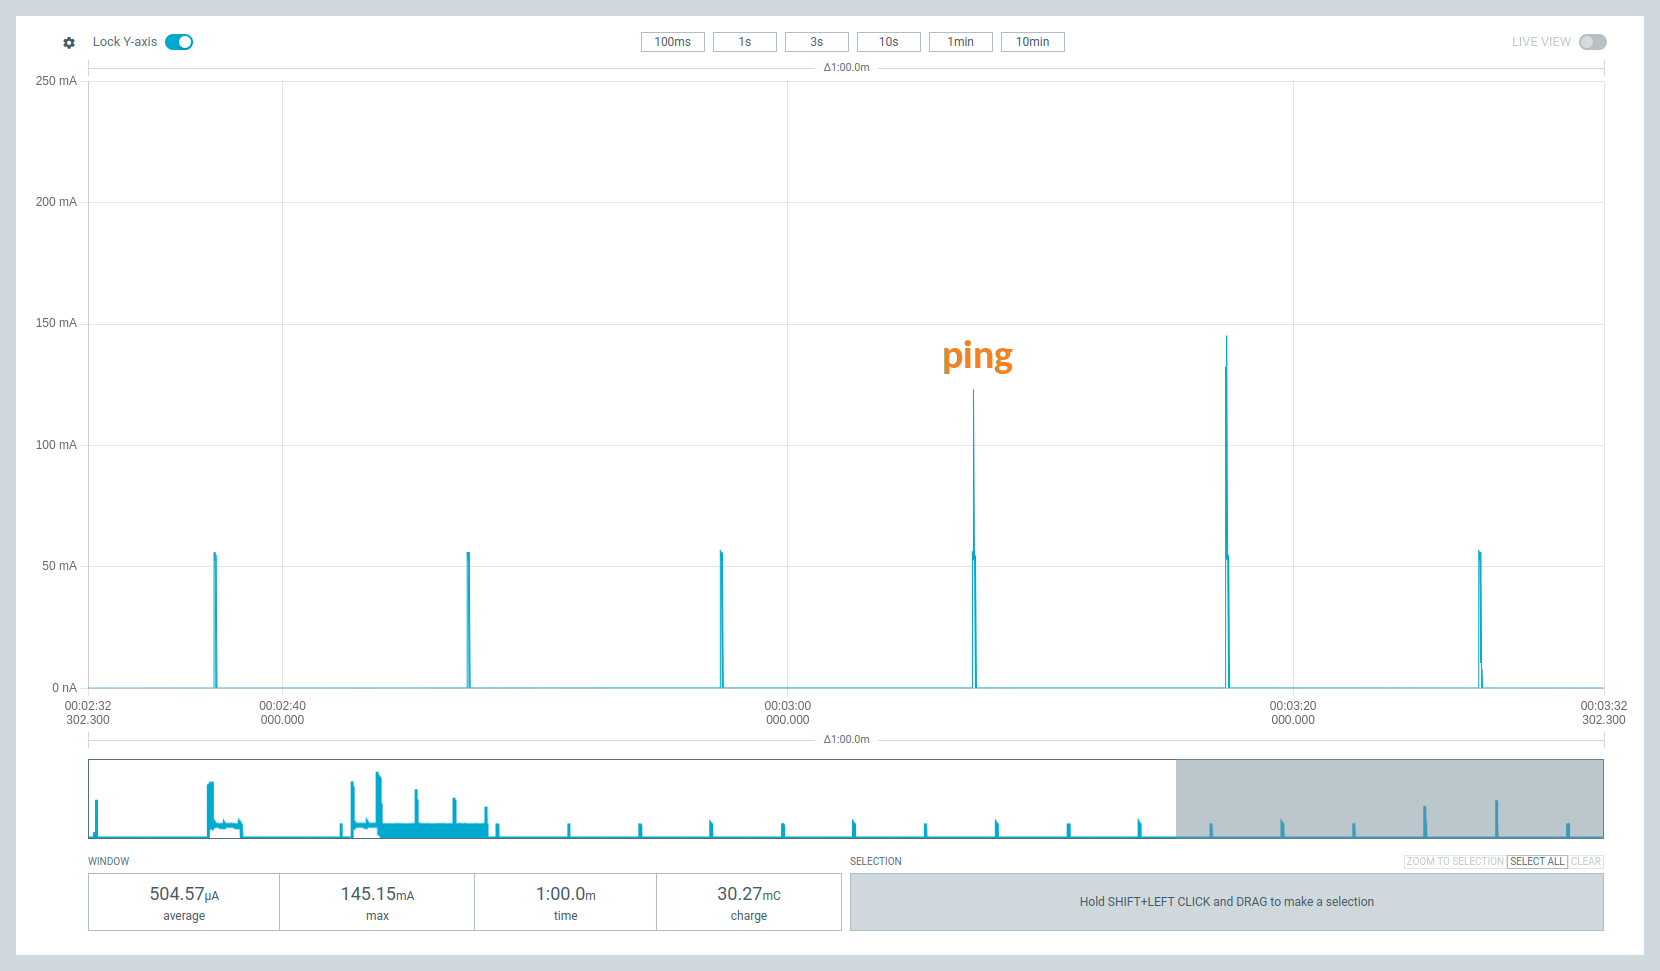 Lock Y-axis
100ms 1s 3s 10s 1min 10min
LIVE VIEW
Δ1:00.0m
250 mA
200 mA
150 mA
ping
100 mA
50 mA
0 nA
00:02:32 00:02:40 00:03:00 00:03:20 00:03:32
302.300 000.000 000.000 000.000 302.300
Δ1:00.0m
WINDOW
504.57μA 145.15mA 1:00.0m 30.27mC
average max time charge
SELECTION
ZOOM TO SELECTION SELECT ALL CLEAR
Hold SHIFT+LEFT CLICK and DRAG to make a selection